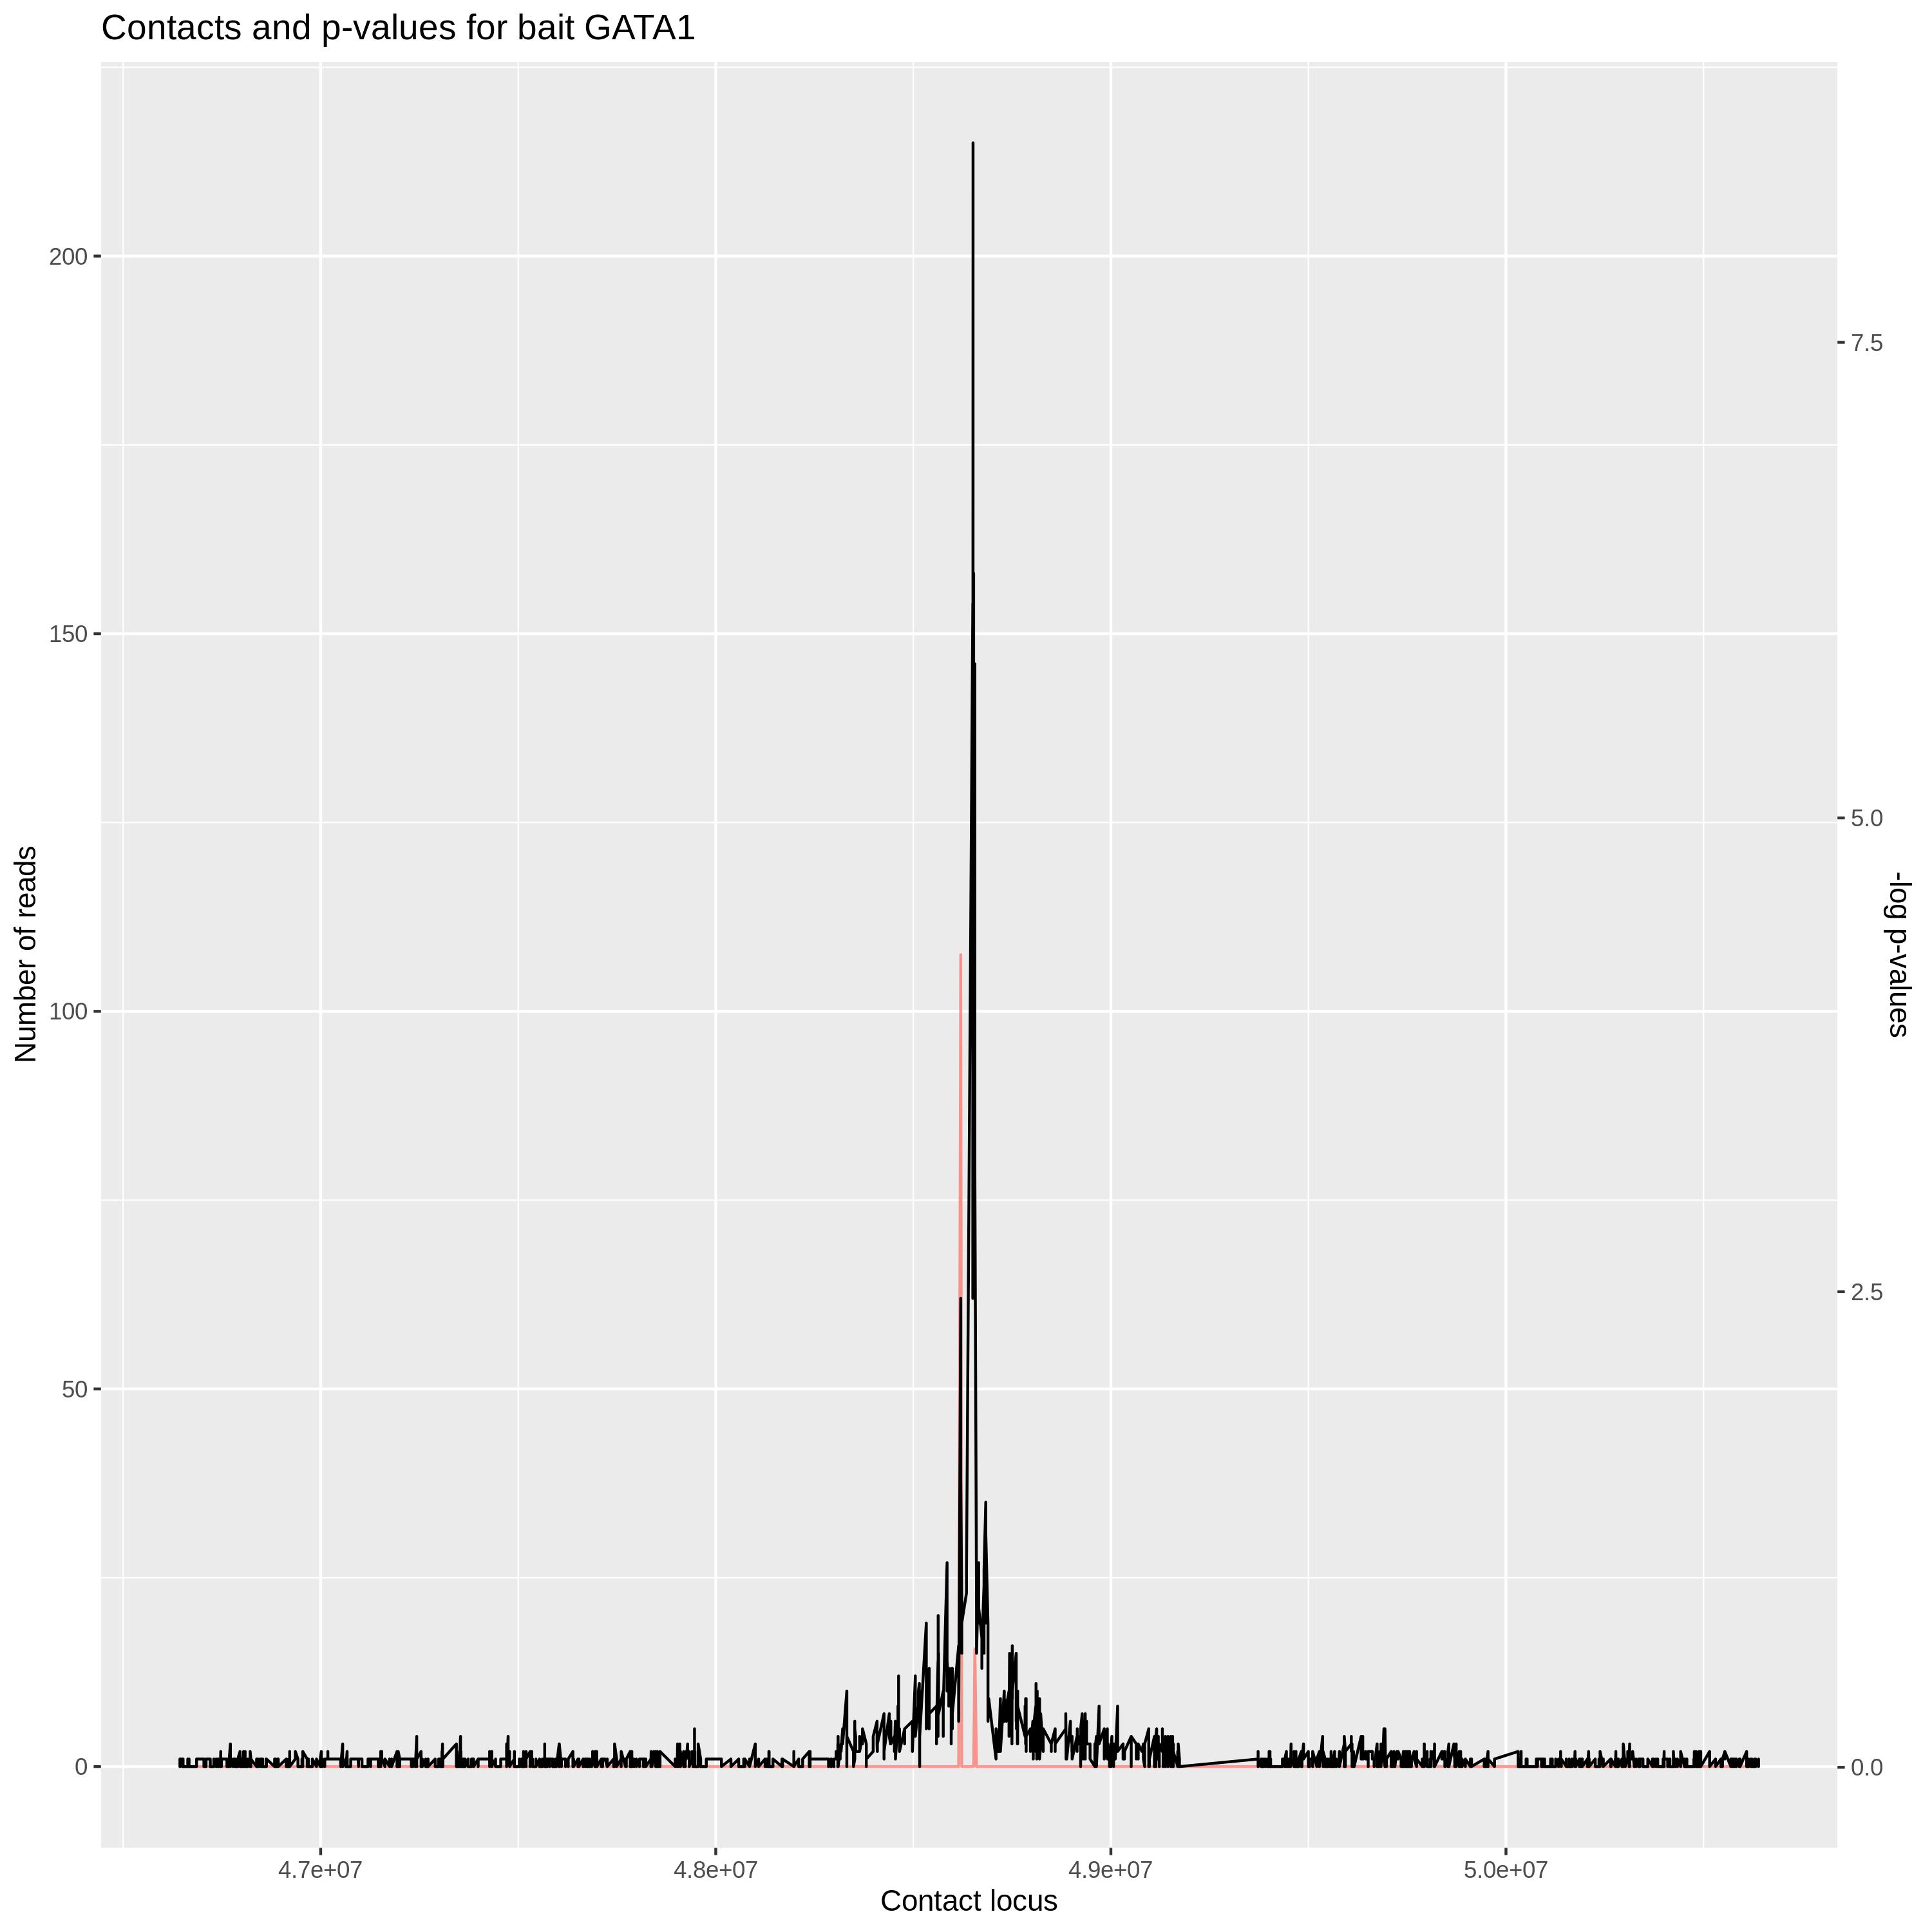 Contacts and p-values for bait GATA1
Number of reads
200
150
100
50
0
7.5
5.0
2.5
0.0
-log p-values
4.7e+07
4.8e+07
4.9e+07
5.0e+07
Contact locus